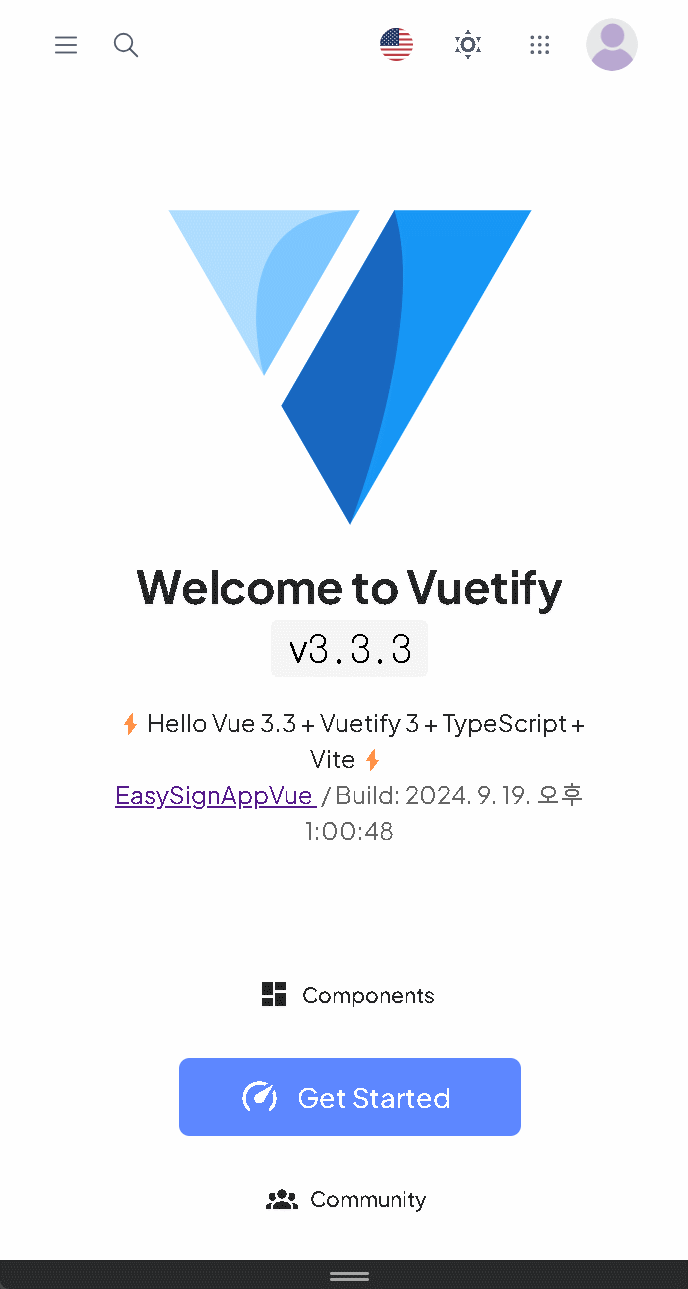 Welcome to Vuetify
v3.3.3
⚡ Hello Vue 3.3 + Vuetify 3 + TypeScript +
Vite ⚡
EasySignAppVue / Build: 2024. 9. 19. 오후
1:00:48
Components
Get Started
Community